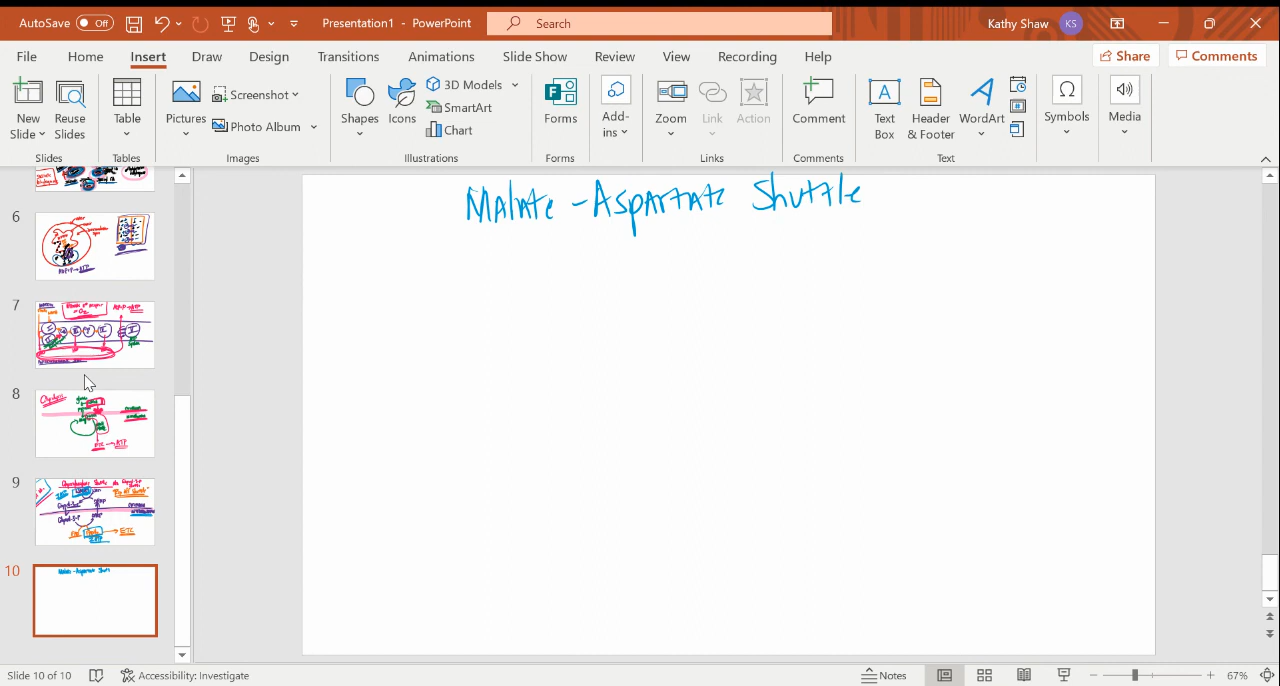 AutoSave Off Presentation1 - PowerPoint Search Kathy Shaw KS
File Home Insert Draw Design Transitions Animations Slide Show Review View Recording Help Share Comments
New Slide Reuse Slides Table Pictures Screenshot Photo Album Shapes Icons 3D Models SmartArt Chart Forms Add-ins Zoom Link Action Comment Text Box Header & Footer WordArt Symbols Media
Slides Tables Images Illustrations Forms Links Comments Text
Malate - Aspartate Shuttle
6
7
8
Glycolysis
9
10
Malate - Aspartate Shutt
Slide 10 of 10 Accessibility: Investigate Notes 67%